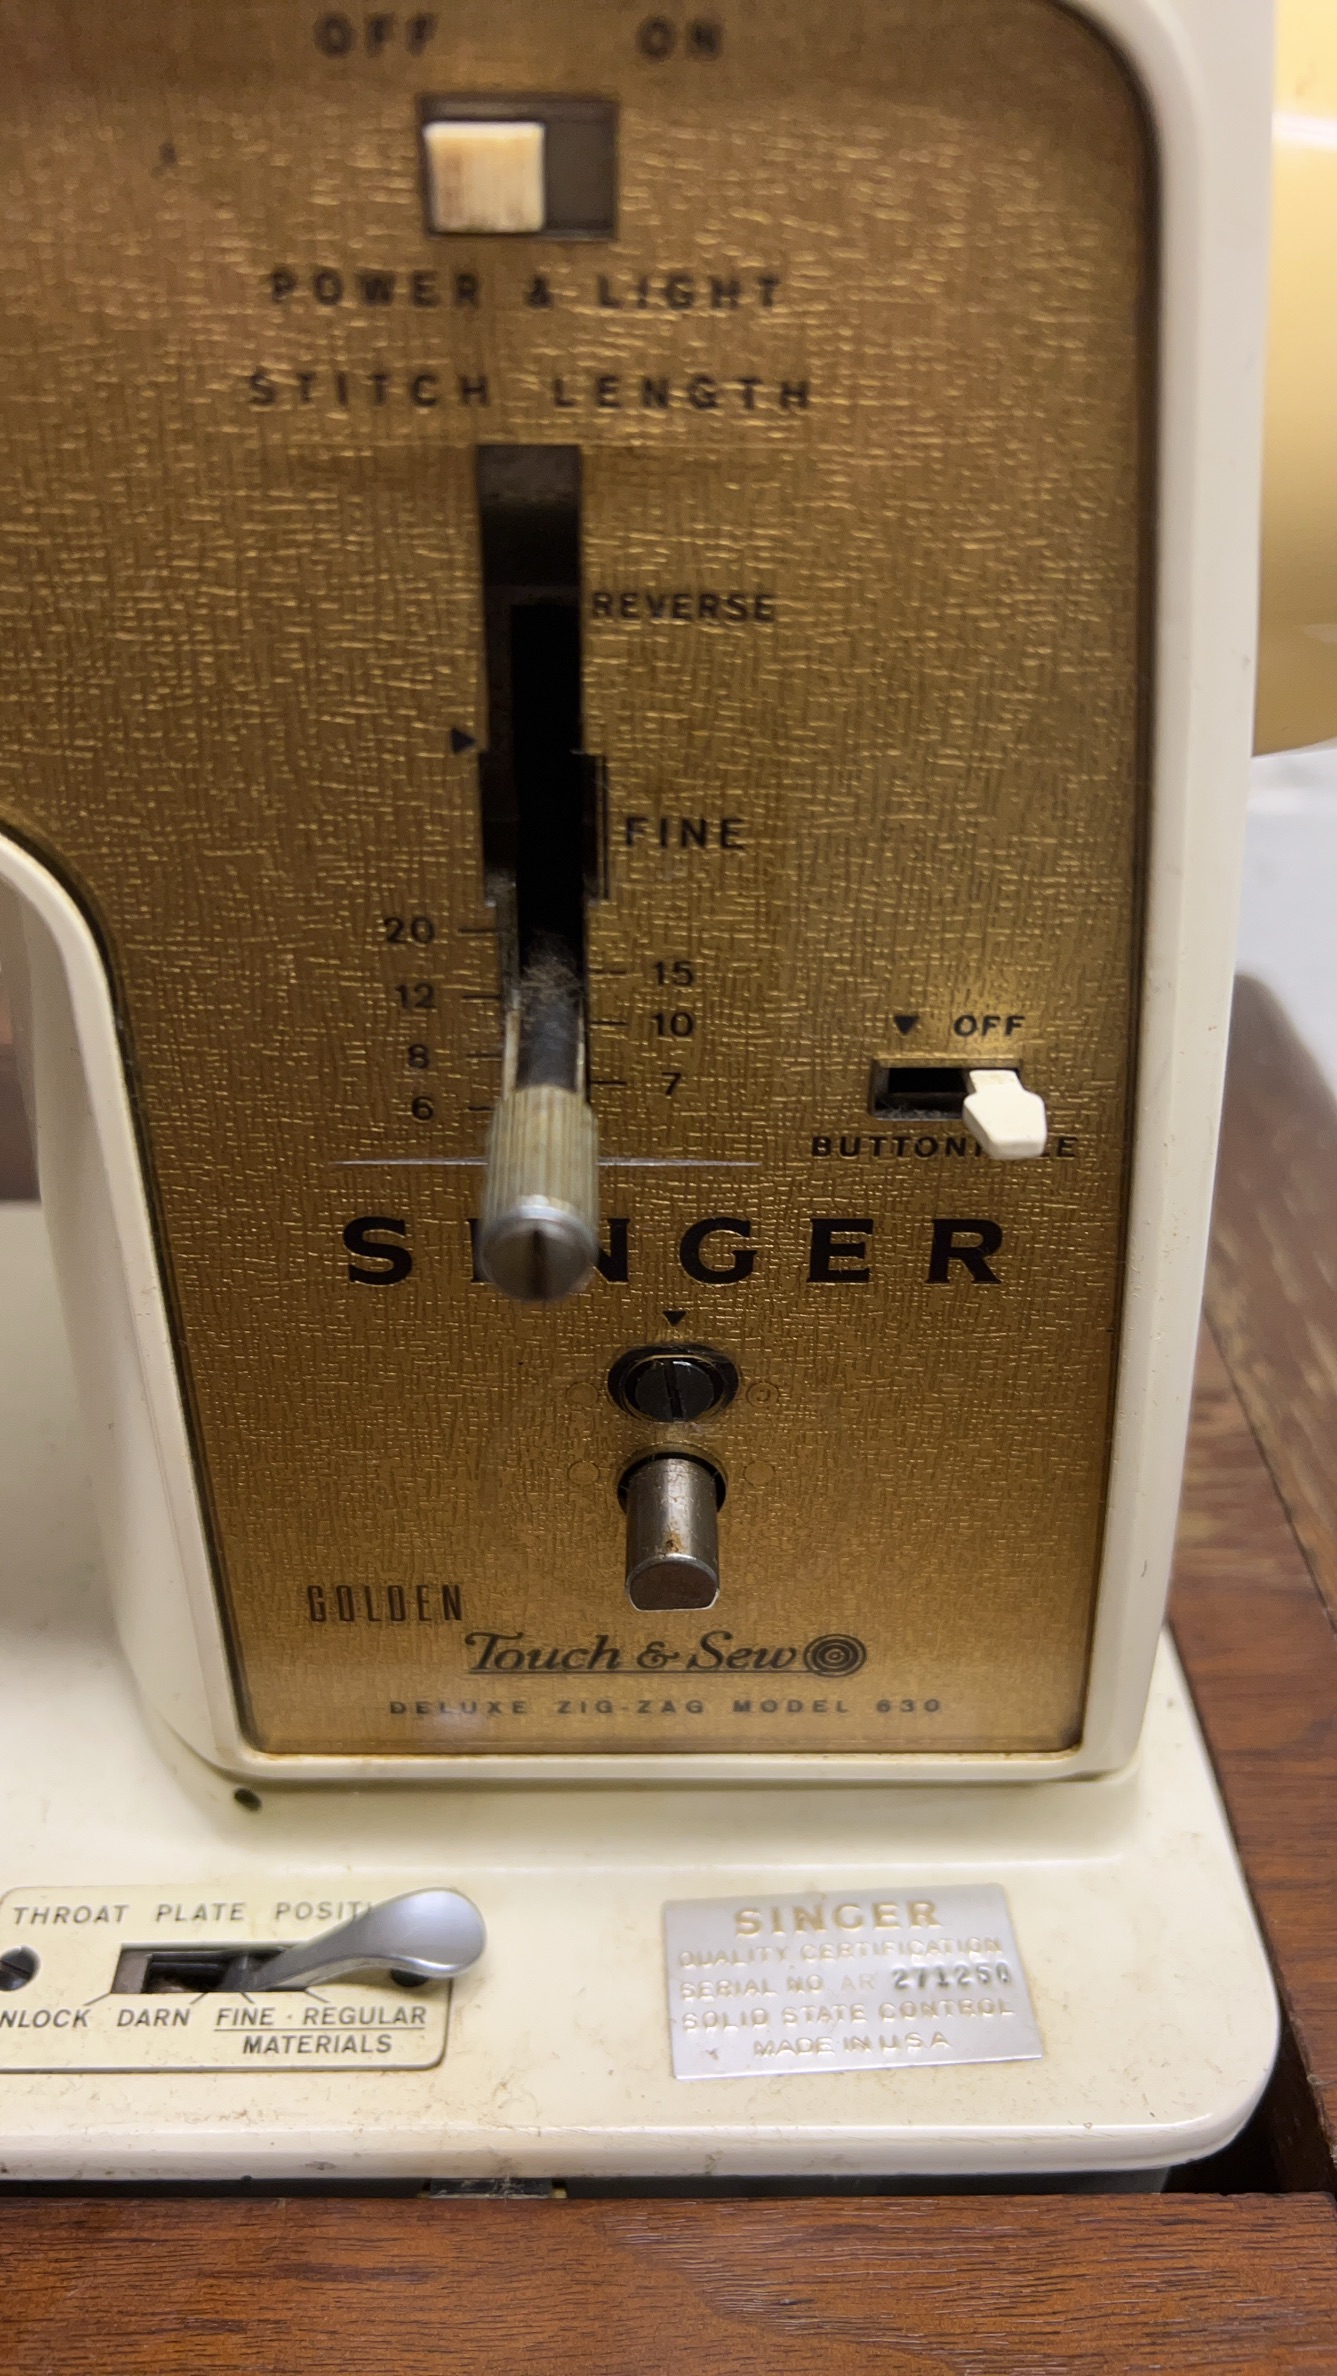 OFF ON
POWER & LIGHT
STITCH LENGTH
REVERSE
FINE
20
15
12
10
8
7
6
OFF
SINGER
GOLDEN
Touch & Sew
DELUXE ZIG-ZAG MODEL 630
THROAT PLATE
DARN FINE · REGULAR
MATERIALS
SINGER
QUALITY CERTIFICATION
SERIAL NO AR 271250
SOLID STATE CONTROL
MADE IN U.S.A